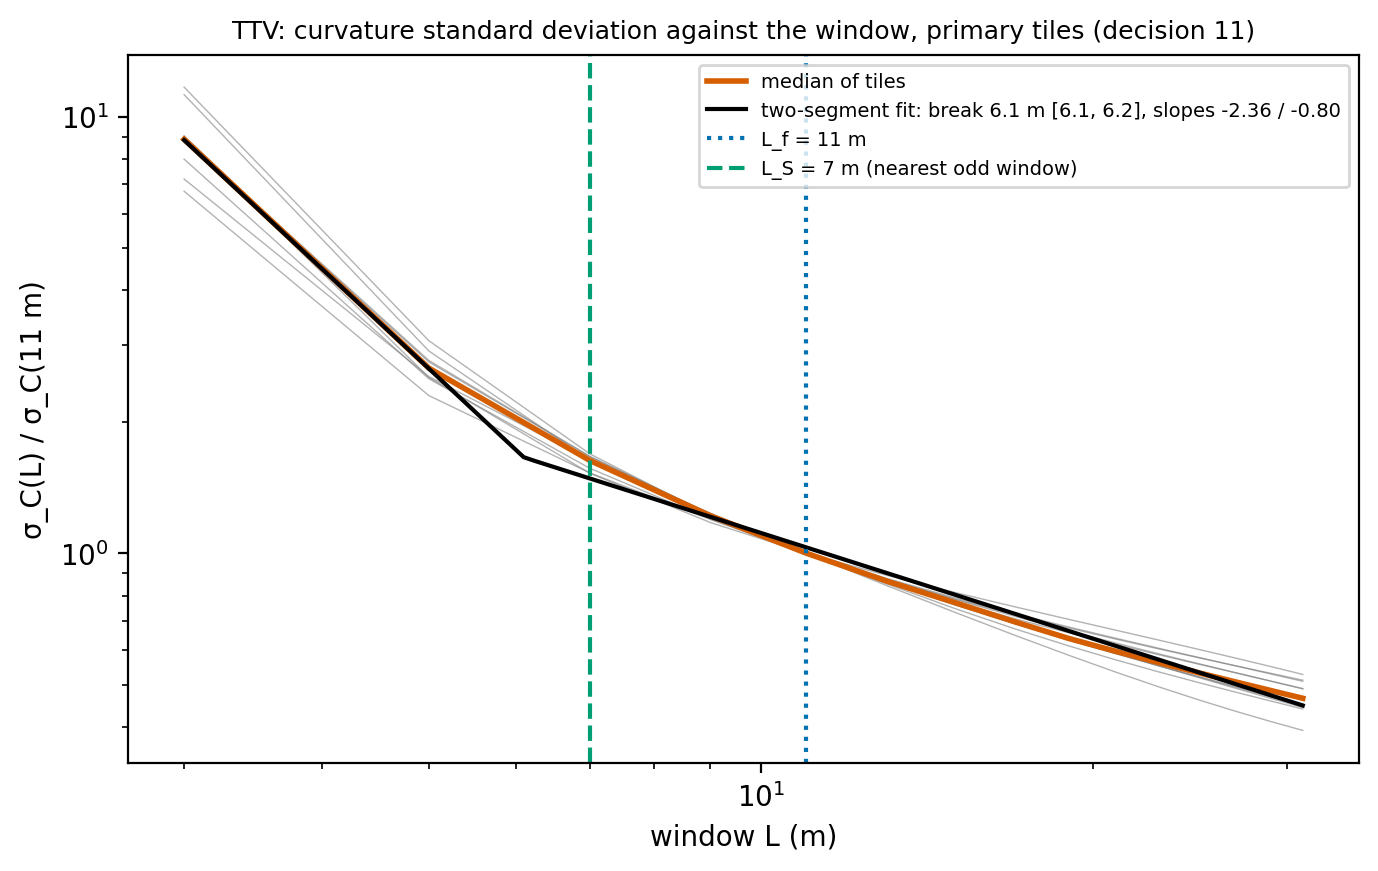 TTV: curvature standard deviation against the window, primary tiles (decision 11)
median of tiles
two-segment fit: break 6.1 m [6.1, 6.2], slopes -2.36 / -0.80
L_f = 11 m
L_S = 7 m (nearest odd window)
10¹
10⁰
σ_C(L) / σ_C(11 m)
10¹
window L (m)